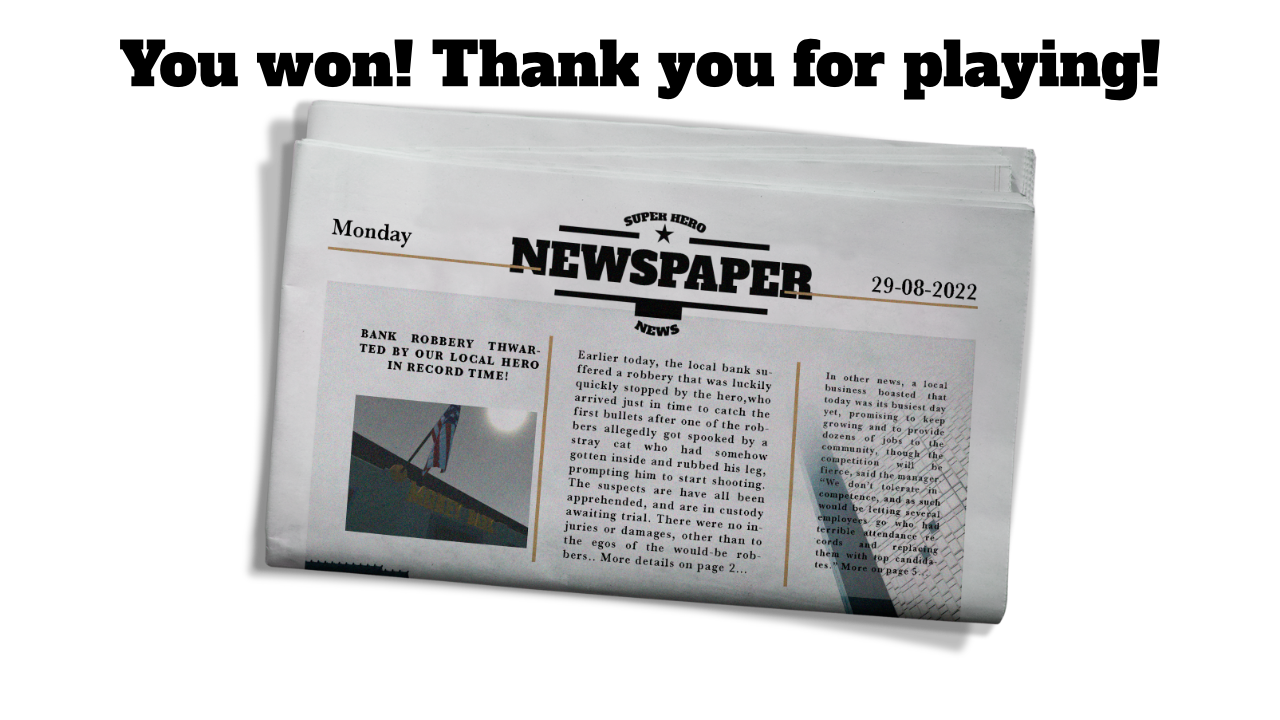 You won! Thank you for playing!
SUPER HERO
Monday
NEWSPAPER
29-08-2022
NEWS
BANK ROBBERY THWAR-
TED BY OUR LOCAL HERO
IN RECORD TIME!
Earlier today, the local bank su-
ffered a robbery that was luckily
quickly stopped by the hero,who
arrived just in time to catch the
first bullets after one of the rob-
bers allegedly got spooked by a
stray cat who had somehow
gotten inside and rubbed his leg,
prompting him to start shooting.
The suspects are have all been
apprehended, and are in custody
awaiting trial. There were no in-
juries or damages, other than to
the egos of the would-be rob-
bers.. More details on page 2...
In other news, a local
business boasted that
today was its busiest day
yet, promising to keep
growing and to provide
dozens of jobs to the
community, though the
competition will be
fierce, said the manager.
“We don't tolerate in-
competence, and as such
would be letting several
employees go who had
terrible attendance re-
cords and replacing
them with top candida-
tes.” More on page 5...